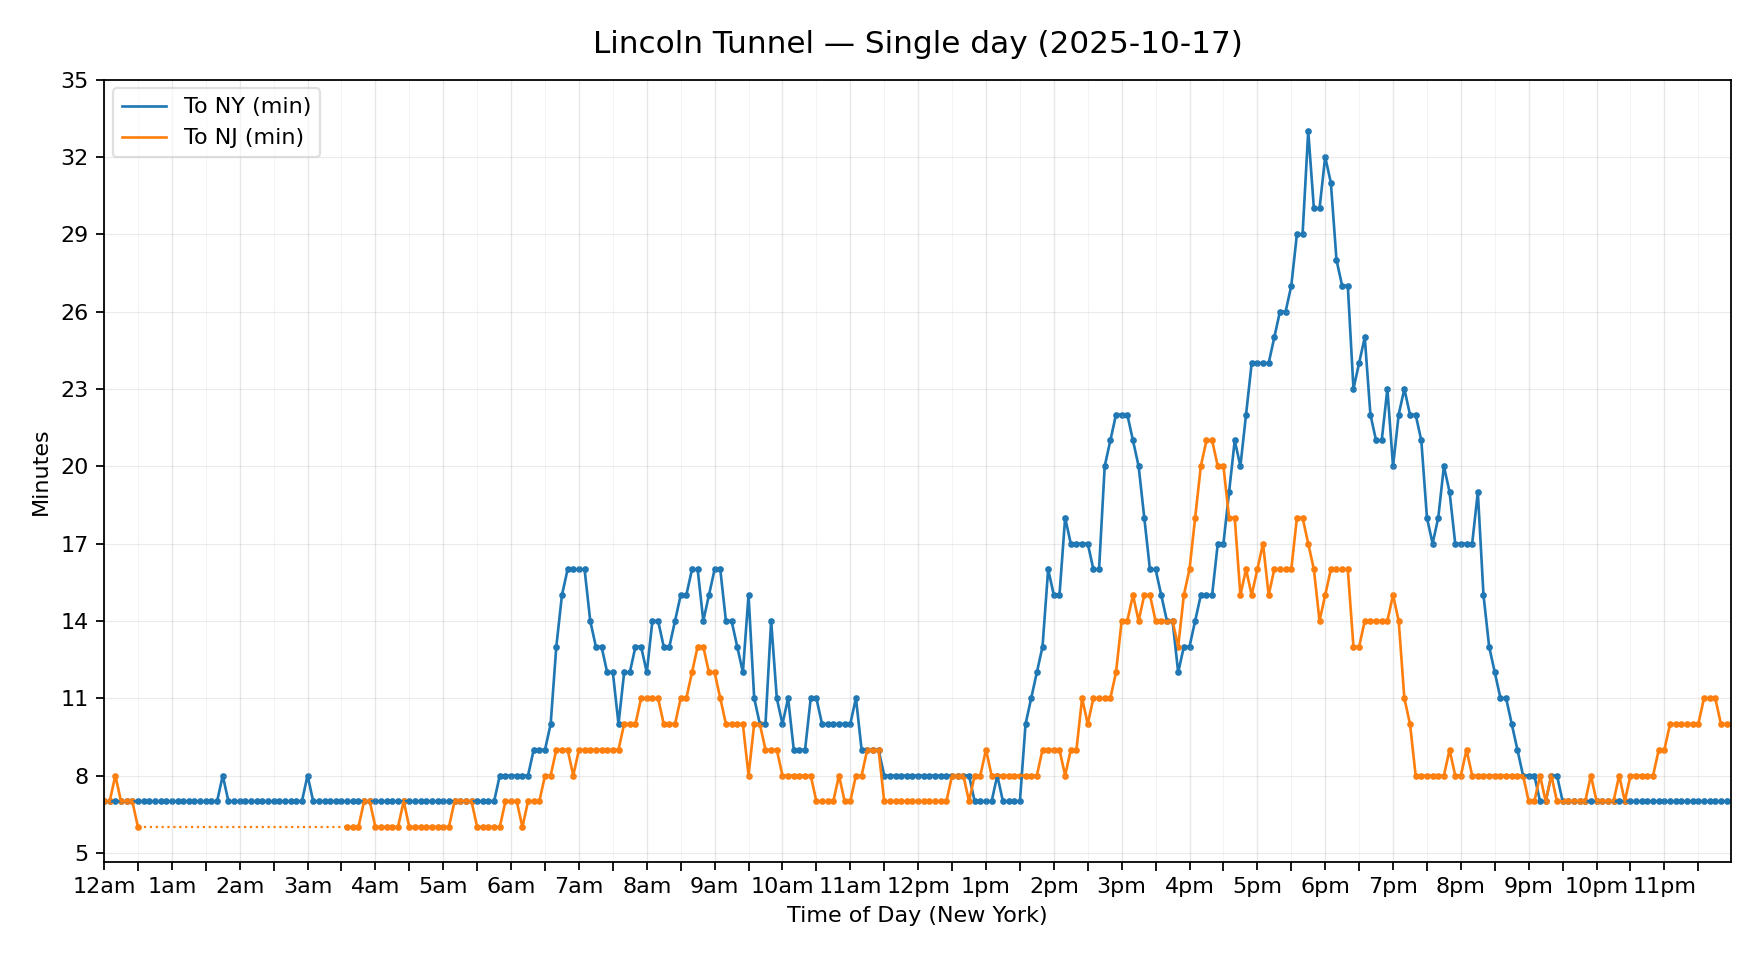 Lincoln Tunnel — Single day (2025-10-17)
To NY (min)
To NJ (min)
35
32
29
26
23
20
17
14
11
8
5
Minutes
12am 1am 2am 3am 4am 5am 6am 7am 8am 9am 10am 11am 12pm 1pm 2pm 3pm 4pm 5pm 6pm 7pm 8pm 9pm 10pm 11pm
Time of Day (New York)